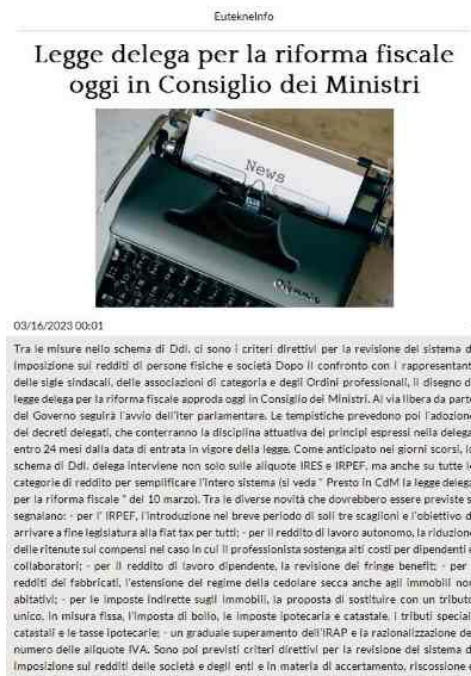 EutekneInfo
Legge delega per la riforma fiscale
oggi in Consiglio dei Ministri
News
Olympia
03/16/2023 00:01
Tra le misure nello schema di Ddl. ci sono i criteri direttivi per la revisione del sistema d
imposizione sui redditi di persone fisiche e società Dopo il confronto con i rappresentant
delle sigle sindacali, delle associazioni di categoria e degli Ordini professionali, il disegno d
legge delega per la riforma fiscale approda oggi in Consiglio dei Ministri. Al via libera da part
del Governo seguirà l'avvio dell'iter parlamentare. Le tempistiche prevedono poi l'adozion
dei decreti delegati, che conterranno la disciplina attuativa dei principi espressi nella delega
entro 24 mesi dalla data di entrata in vigore della legge. Come anticipato nei giorni scorsi, lo
schema di Ddl. delega interviene non solo sulle aliquote IRES e IRPEF, ma anche su tutte l
categorie di reddito per semplificare l'intero sistema (si veda " Presto in CdM la legge delega
per la riforma fiscale " del 10 marzo). Tra le diverse novità che dovrebbero essere previste s
segnalano: - per l' IRPEF, l'introduzione nel breve periodo di soli tre scaglioni e l'obiettivo d
arrivare a fine legislatura alla flat tax per tutti; - per il reddito di lavoro autonomo, la riduzion
delle ritenute sui compensi nel caso in cui il professionista sostenga alti costi per dipendenti e
collaboratori; - per il reddito di lavoro dipendente, la revisione dei fringe benefit; - per
redditi dei fabbricati, l'estensione del regime della cedolare secca anche agli immobili non
abitativi; - per le imposte indirette sugli immobili, la proposta di sostituire con un tributo
unico, in misura fissa, l'imposta di bollo, le imposte ipotecaria e catastale, i tributi special
catastali e le tasse ipotecarie; - un graduale superamento dell'IRAP e la razionalizzazione de
numero delle aliquote IVA. Sono poi previsti criteri direttivi per la revisione del sistema d
imposizione sui redditi delle società e degli enti e in materia di accertamento, riscossione e